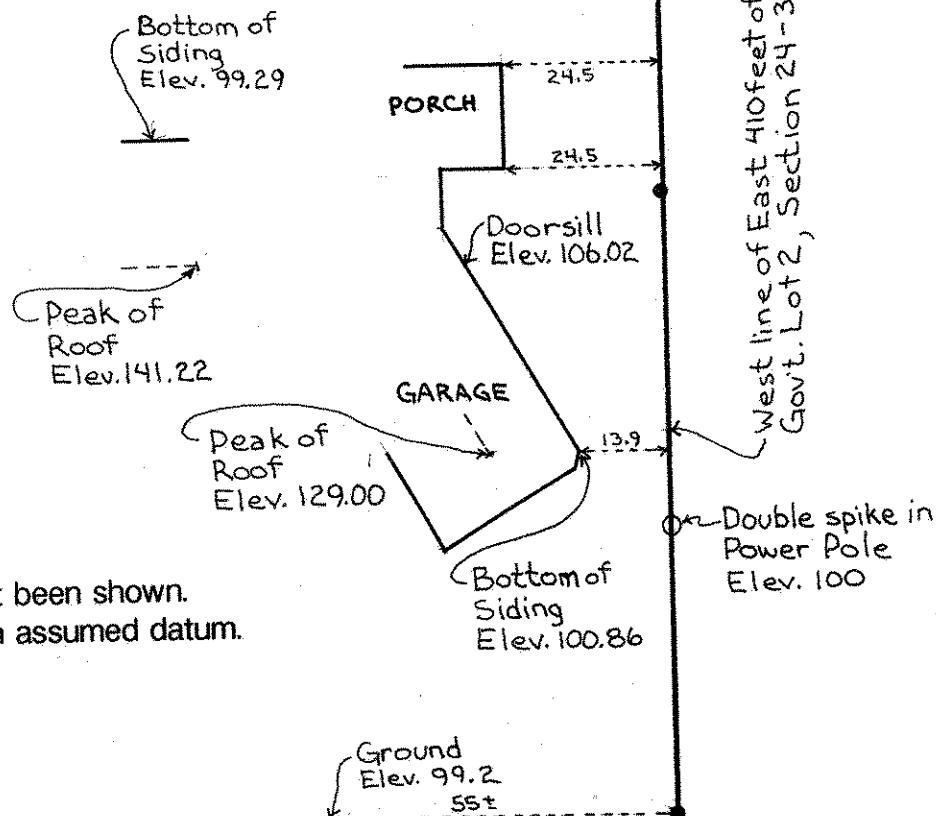 Bottom of
Siding
Elev. 99.29
24.5
PORCH
24.5
Doorsill
Elev. 106.02
Peak of
Roof
Elev. 141.22
GARAGE
Peak of
Roof
Elev. 129.00
13.9
West line of East 410 feet of
Gov't. Lot 2, Section 24-3
Double spike in
Power Pole
Elev. 100
Bottom of
Siding
Elev. 100.86
been shown.
assumed datum.
Ground
Elev. 99.2
55±